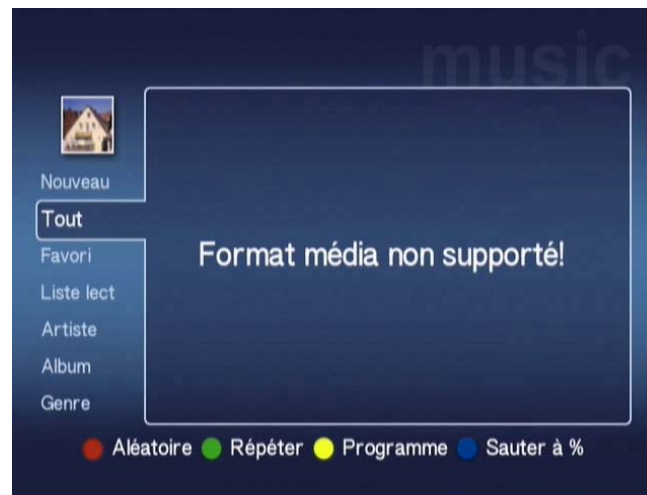 music
Nouveau
Tout
Favori
Format média non supporté!
Liste lect
Artiste
Album
Genre
Aléatoire Répéter Programme Sauter à %